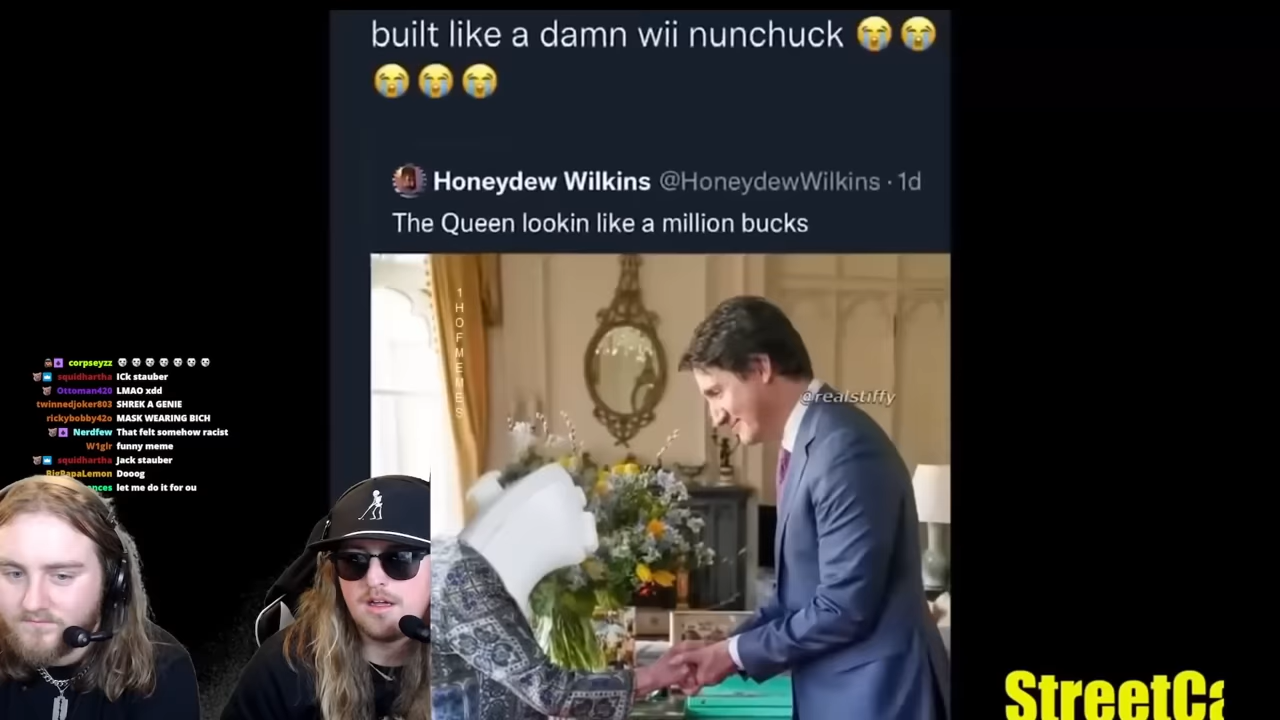 built like a damn wii nunchuck 😭😭
😭😭😭
Honeydew Wilkins @HoneydewWilkins · 1d
The Queen lookin like a million bucks
1HOFMEMES
@realstiffy
corpseyzz 💀💀💀💀💀💀💀
squidhartha ICk stauber
Ottoman420 LMAO xdd
twinnedjoker803 SHREK A GENIE
rickybobby42o MASK WEARING BICH
Nerdfew That felt somehow racist
W1glr funny meme
squidhartha Jack stauber
BigPapaLemon Dooog
let me do it for ou